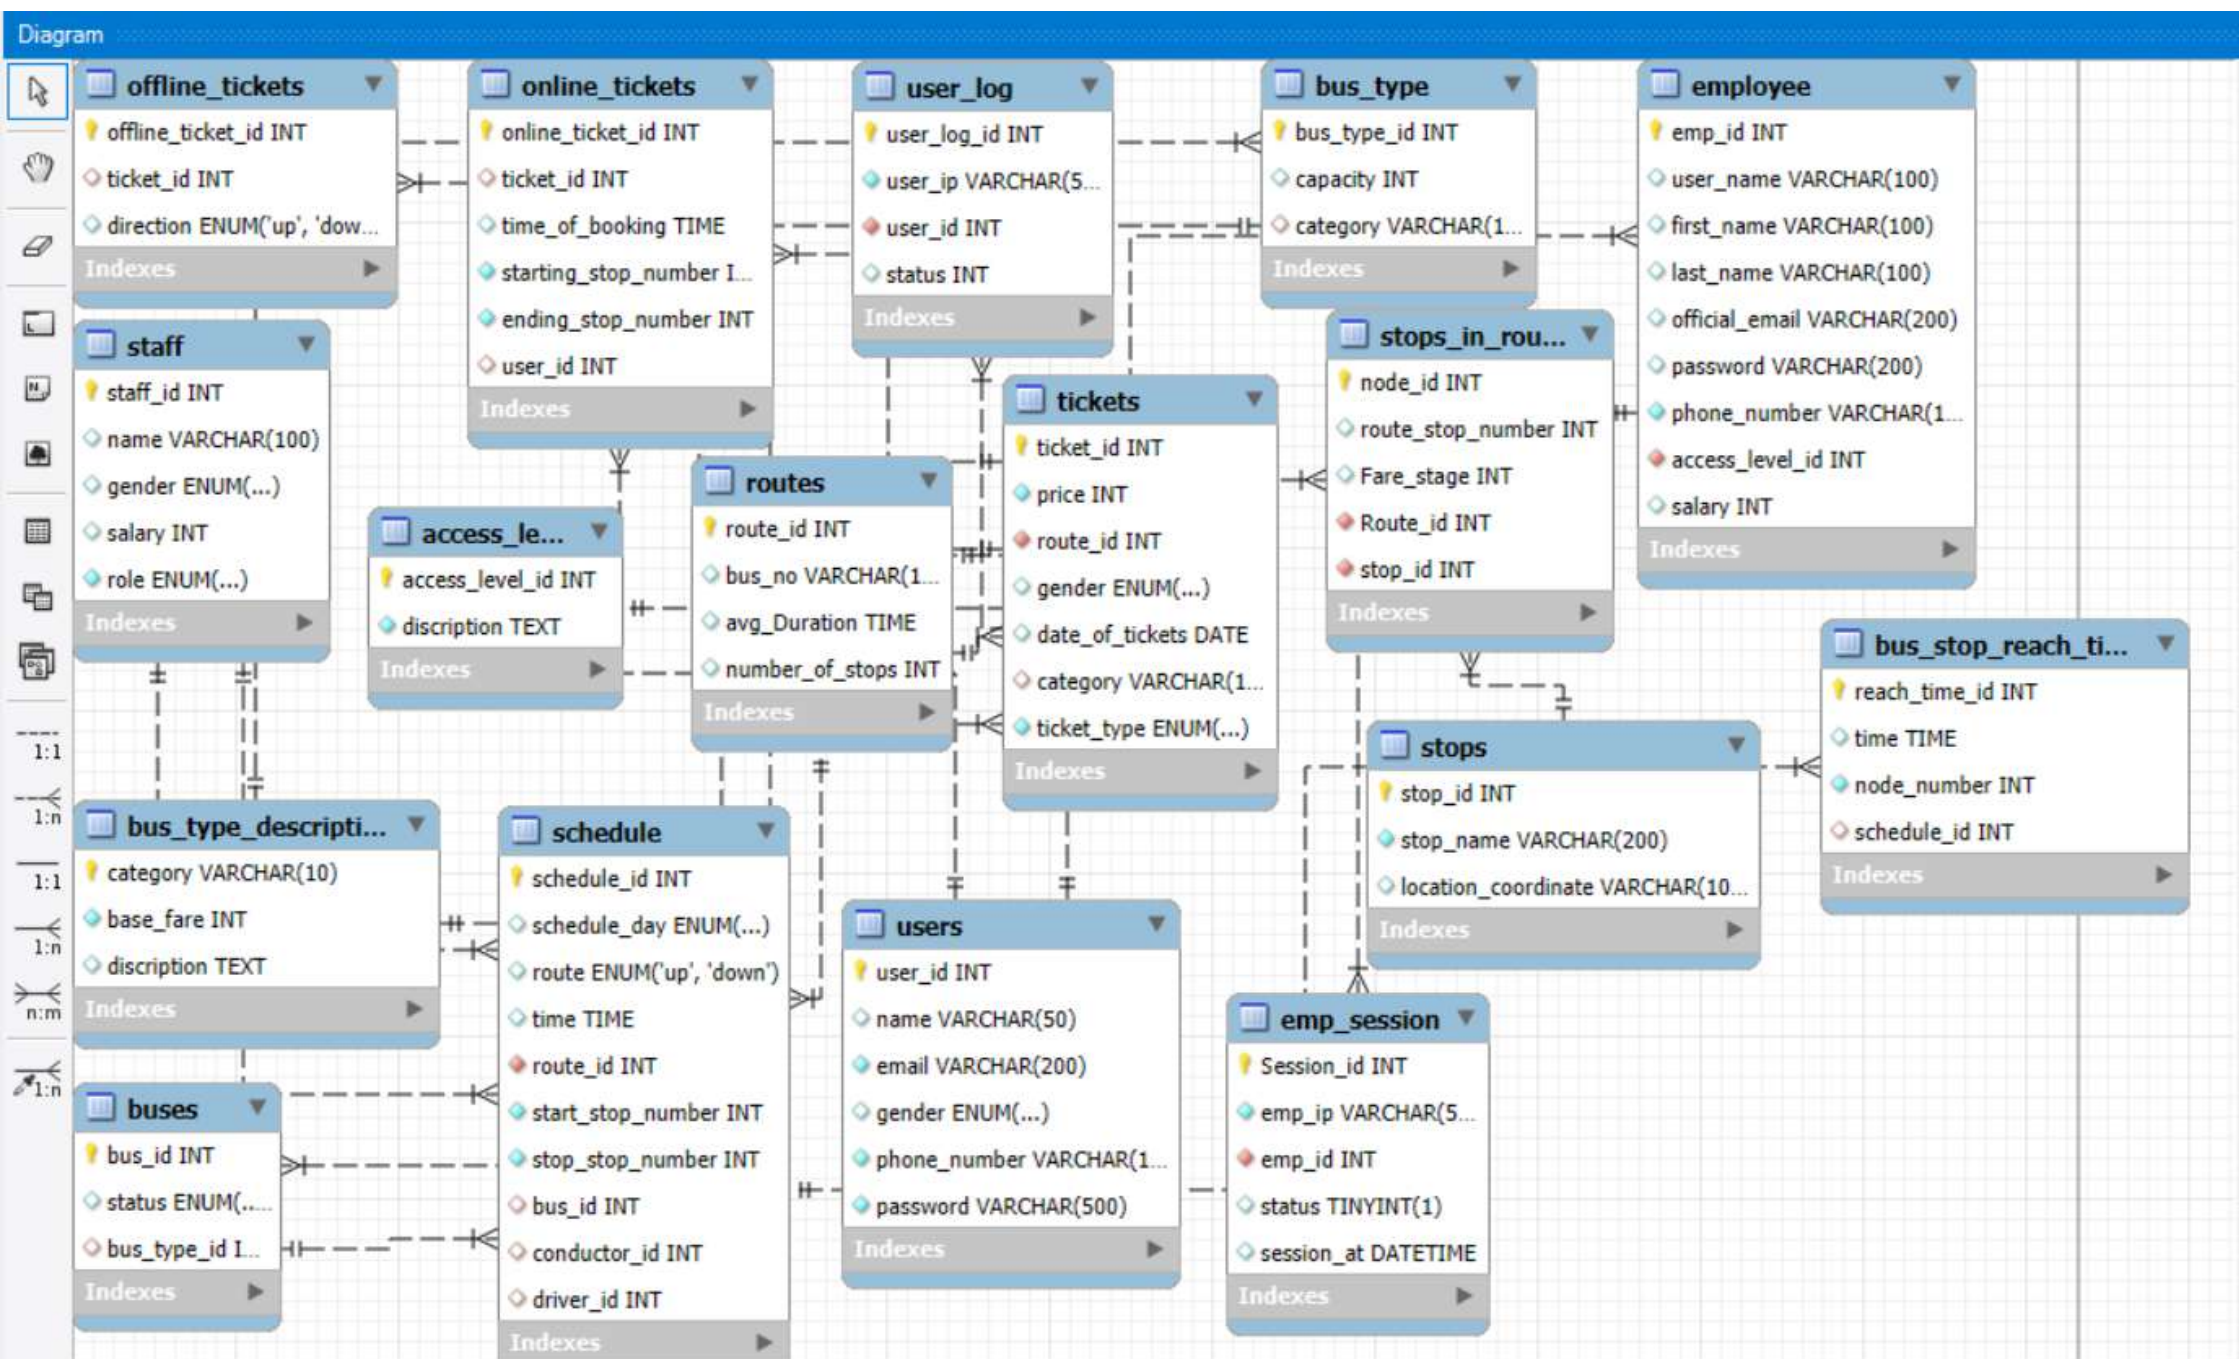 Diagram
offline_tickets
offline_ticket_id INT
ticket_id INT
direction ENUM('up', 'dow...
Indexes
online_tickets
online_ticket_id INT
ticket_id INT
time_of_booking TIME
starting_stop_number I...
ending_stop_number INT
user_id INT
Indexes
user_log
user_log_id INT
user_ip VARCHAR(5...
user_id INT
status INT
Indexes
bus_type
bus_type_id INT
capacity INT
category VARCHAR(1...
Indexes
employee
emp_id INT
user_name VARCHAR(100)
first_name VARCHAR(100)
last_name VARCHAR(100)
official_email VARCHAR(200)
password VARCHAR(200)
phone_number VARCHAR(1...
access_level_id INT
salary INT
Indexes
staff
staff_id INT
name VARCHAR(100)
gender ENUM(...)
salary INT
role ENUM(...)
Indexes
access_le...
access_level_id INT
discription TEXT
Indexes
routes
route_id INT
bus_no VARCHAR(1...
avg_Duration TIME
number_of_stops INT
Indexes
tickets
ticket_id INT
price INT
route_id INT
gender ENUM(...)
date_of_tickets DATE
category VARCHAR(1...
ticket_type ENUM(...)
Indexes
stops_in_rou...
node_id INT
route_stop_number INT
Fare_stage INT
Route_id INT
stop_id INT
Indexes
bus_stop_reach_ti...
reach_time_id INT
time TIME
node_number INT
schedule_id INT
Indexes
stops
stop_id INT
stop_name VARCHAR(200)
location_coordinate VARCHAR(10...
Indexes
bus_type_descripti...
category VARCHAR(10)
base_fare INT
discription TEXT
Indexes
schedule
schedule_id INT
schedule_day ENUM(...)
route ENUM('up', 'down')
time TIME
route_id INT
start_stop_number INT
stop_stop_number INT
bus_id INT
conductor_id INT
driver_id INT
Indexes
users
user_id INT
name VARCHAR(50)
email VARCHAR(200)
gender ENUM(...)
phone_number VARCHAR(1...
password VARCHAR(500)
Indexes
emp_session
Session_id INT
emp_ip VARCHAR(5...
emp_id INT
status TINYINT(1)
session_at DATETIME
Indexes
buses
bus_id INT
status ENUM(.....
bus_type_id I...
Indexes
1:1
1:n
1:1
1:n
n:m
1:n